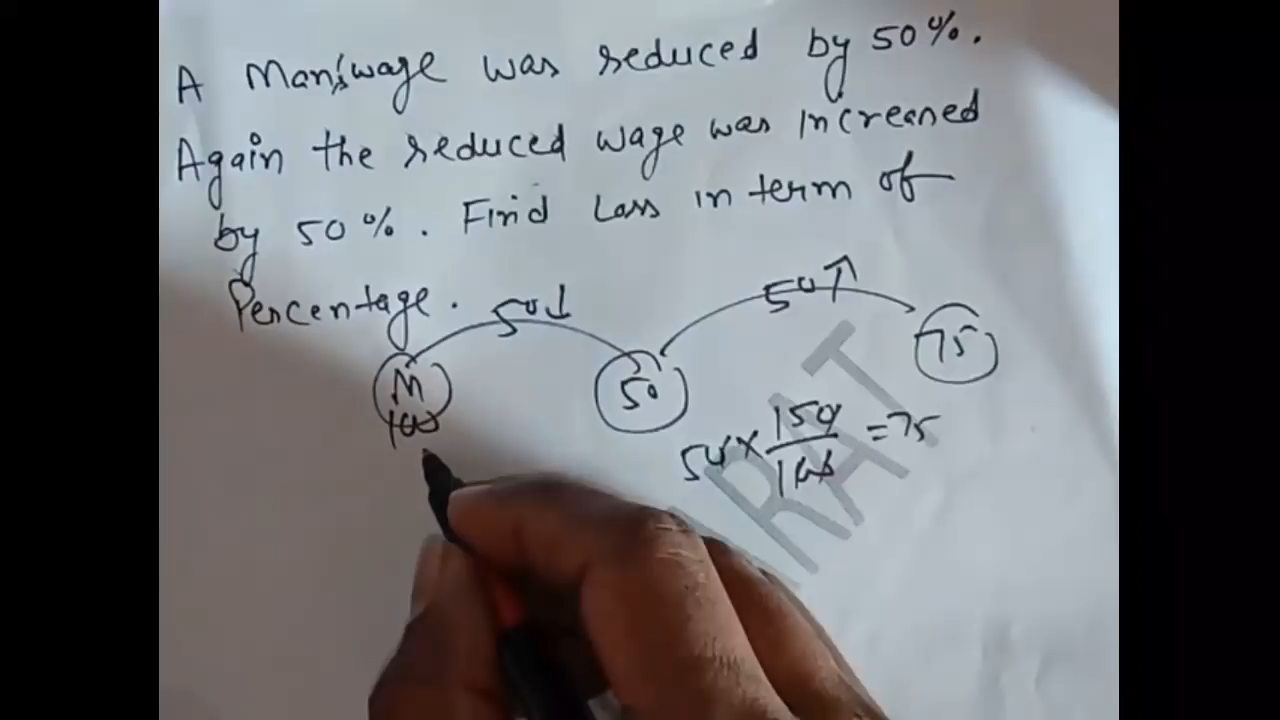 A Man's wage was reduced by 50%.
Again the reduced wage was increased
by 50%. Find Loss in term of
Percentage.
50↓
50↑
M
100
50
75
50 × 150/100 = 75
RAT